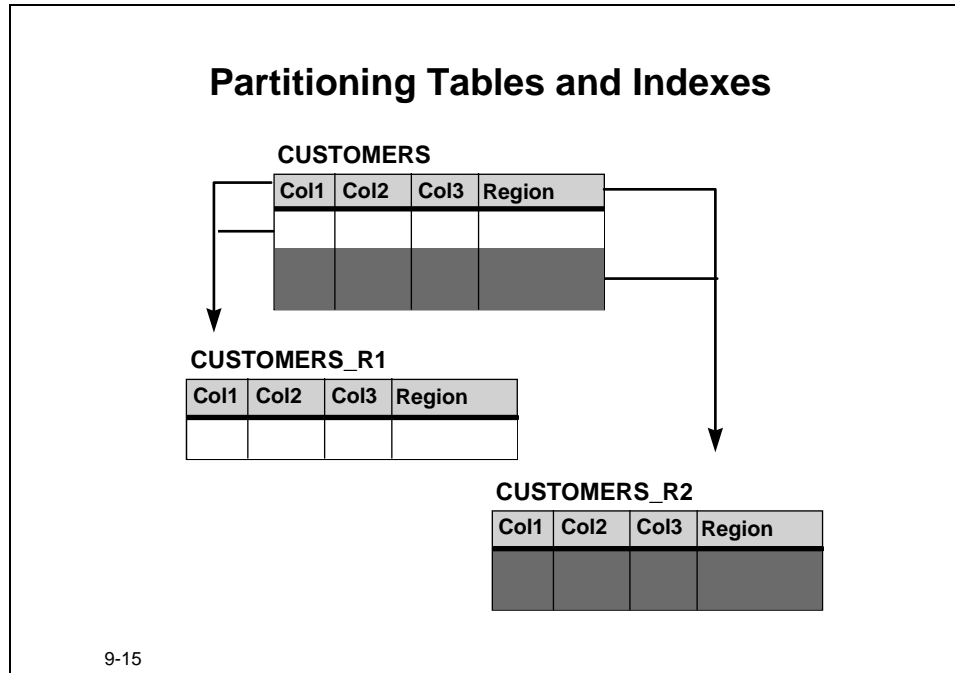 Partitioning Tables and Indexes
CUSTOMERS
Col1 Col2 Col3 Region
CUSTOMERS_R1
Col1 Col2 Col3 Region
CUSTOMERS_R2
Col1 Col2 Col3 Region
9-15